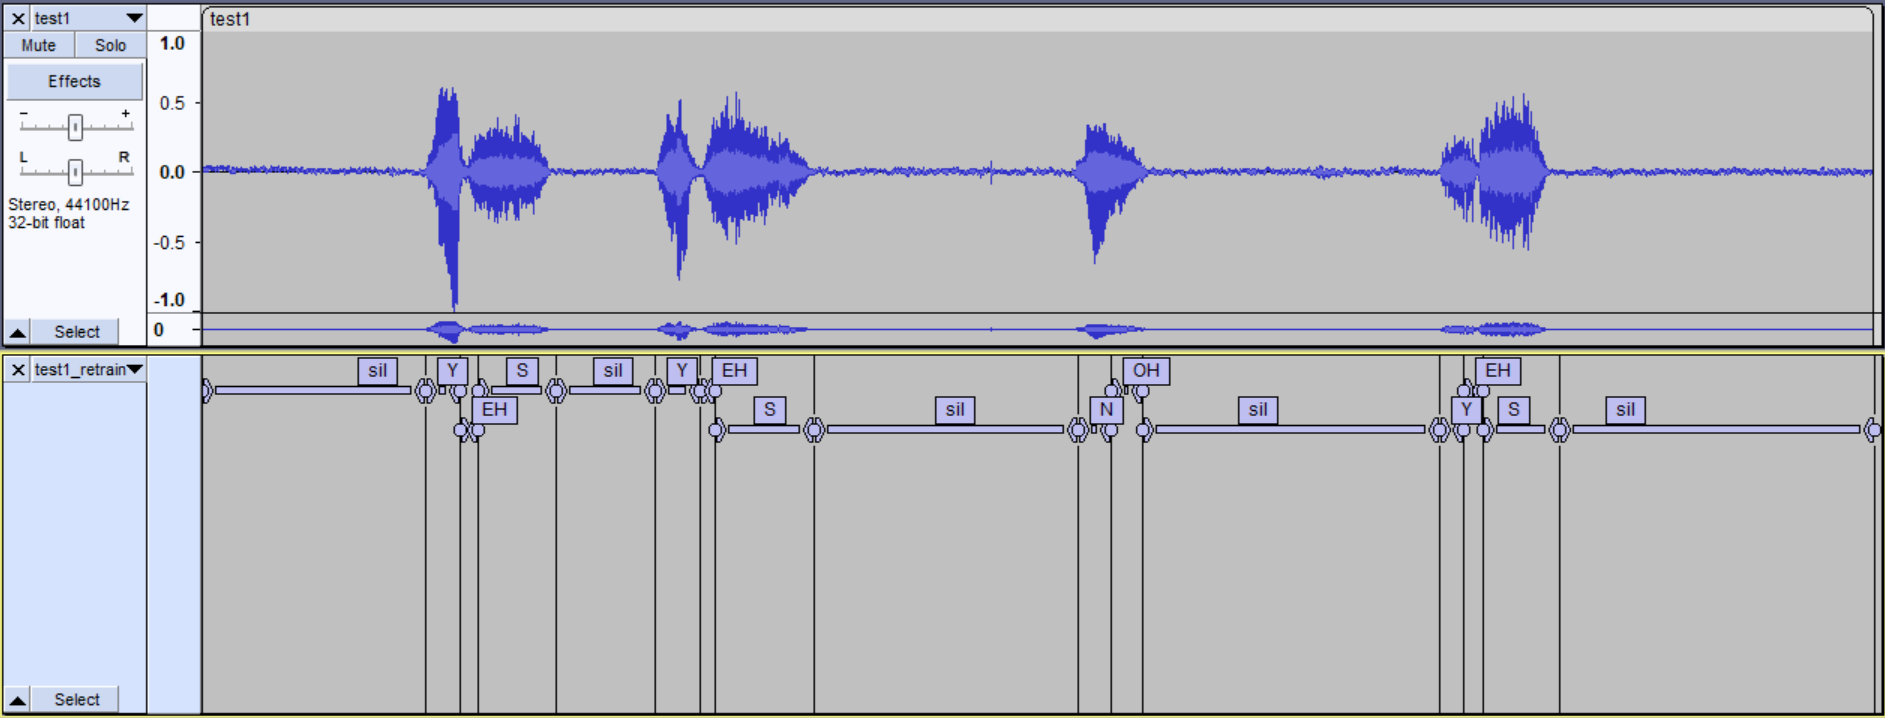 test1
test1
Mute Solo
Effects
- +
L R
Stereo, 44100Hz
32-bit float
Select
1.0
0.5
0.0
-0.5
-1.0
0
test1_retrain
Select
sil Y S sil Y EH OH EH
EH S sil N sil Y S sil